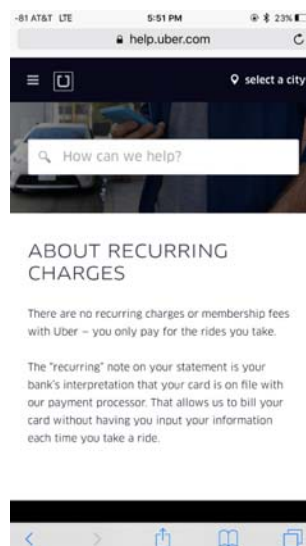 -81 AT&T LTE 5:51 PM 23%
help.uber.com
select a city
How can we help?
ABOUT RECURRING
CHARGES
There are no recurring charges or membership fees
with Uber – you only pay for the rides you take.
The "recurring" note on your statement is your
bank's interpretation that your card is on file with
our payment processor. That allows us to bill your
card without having you input your information
each time you take a ride.